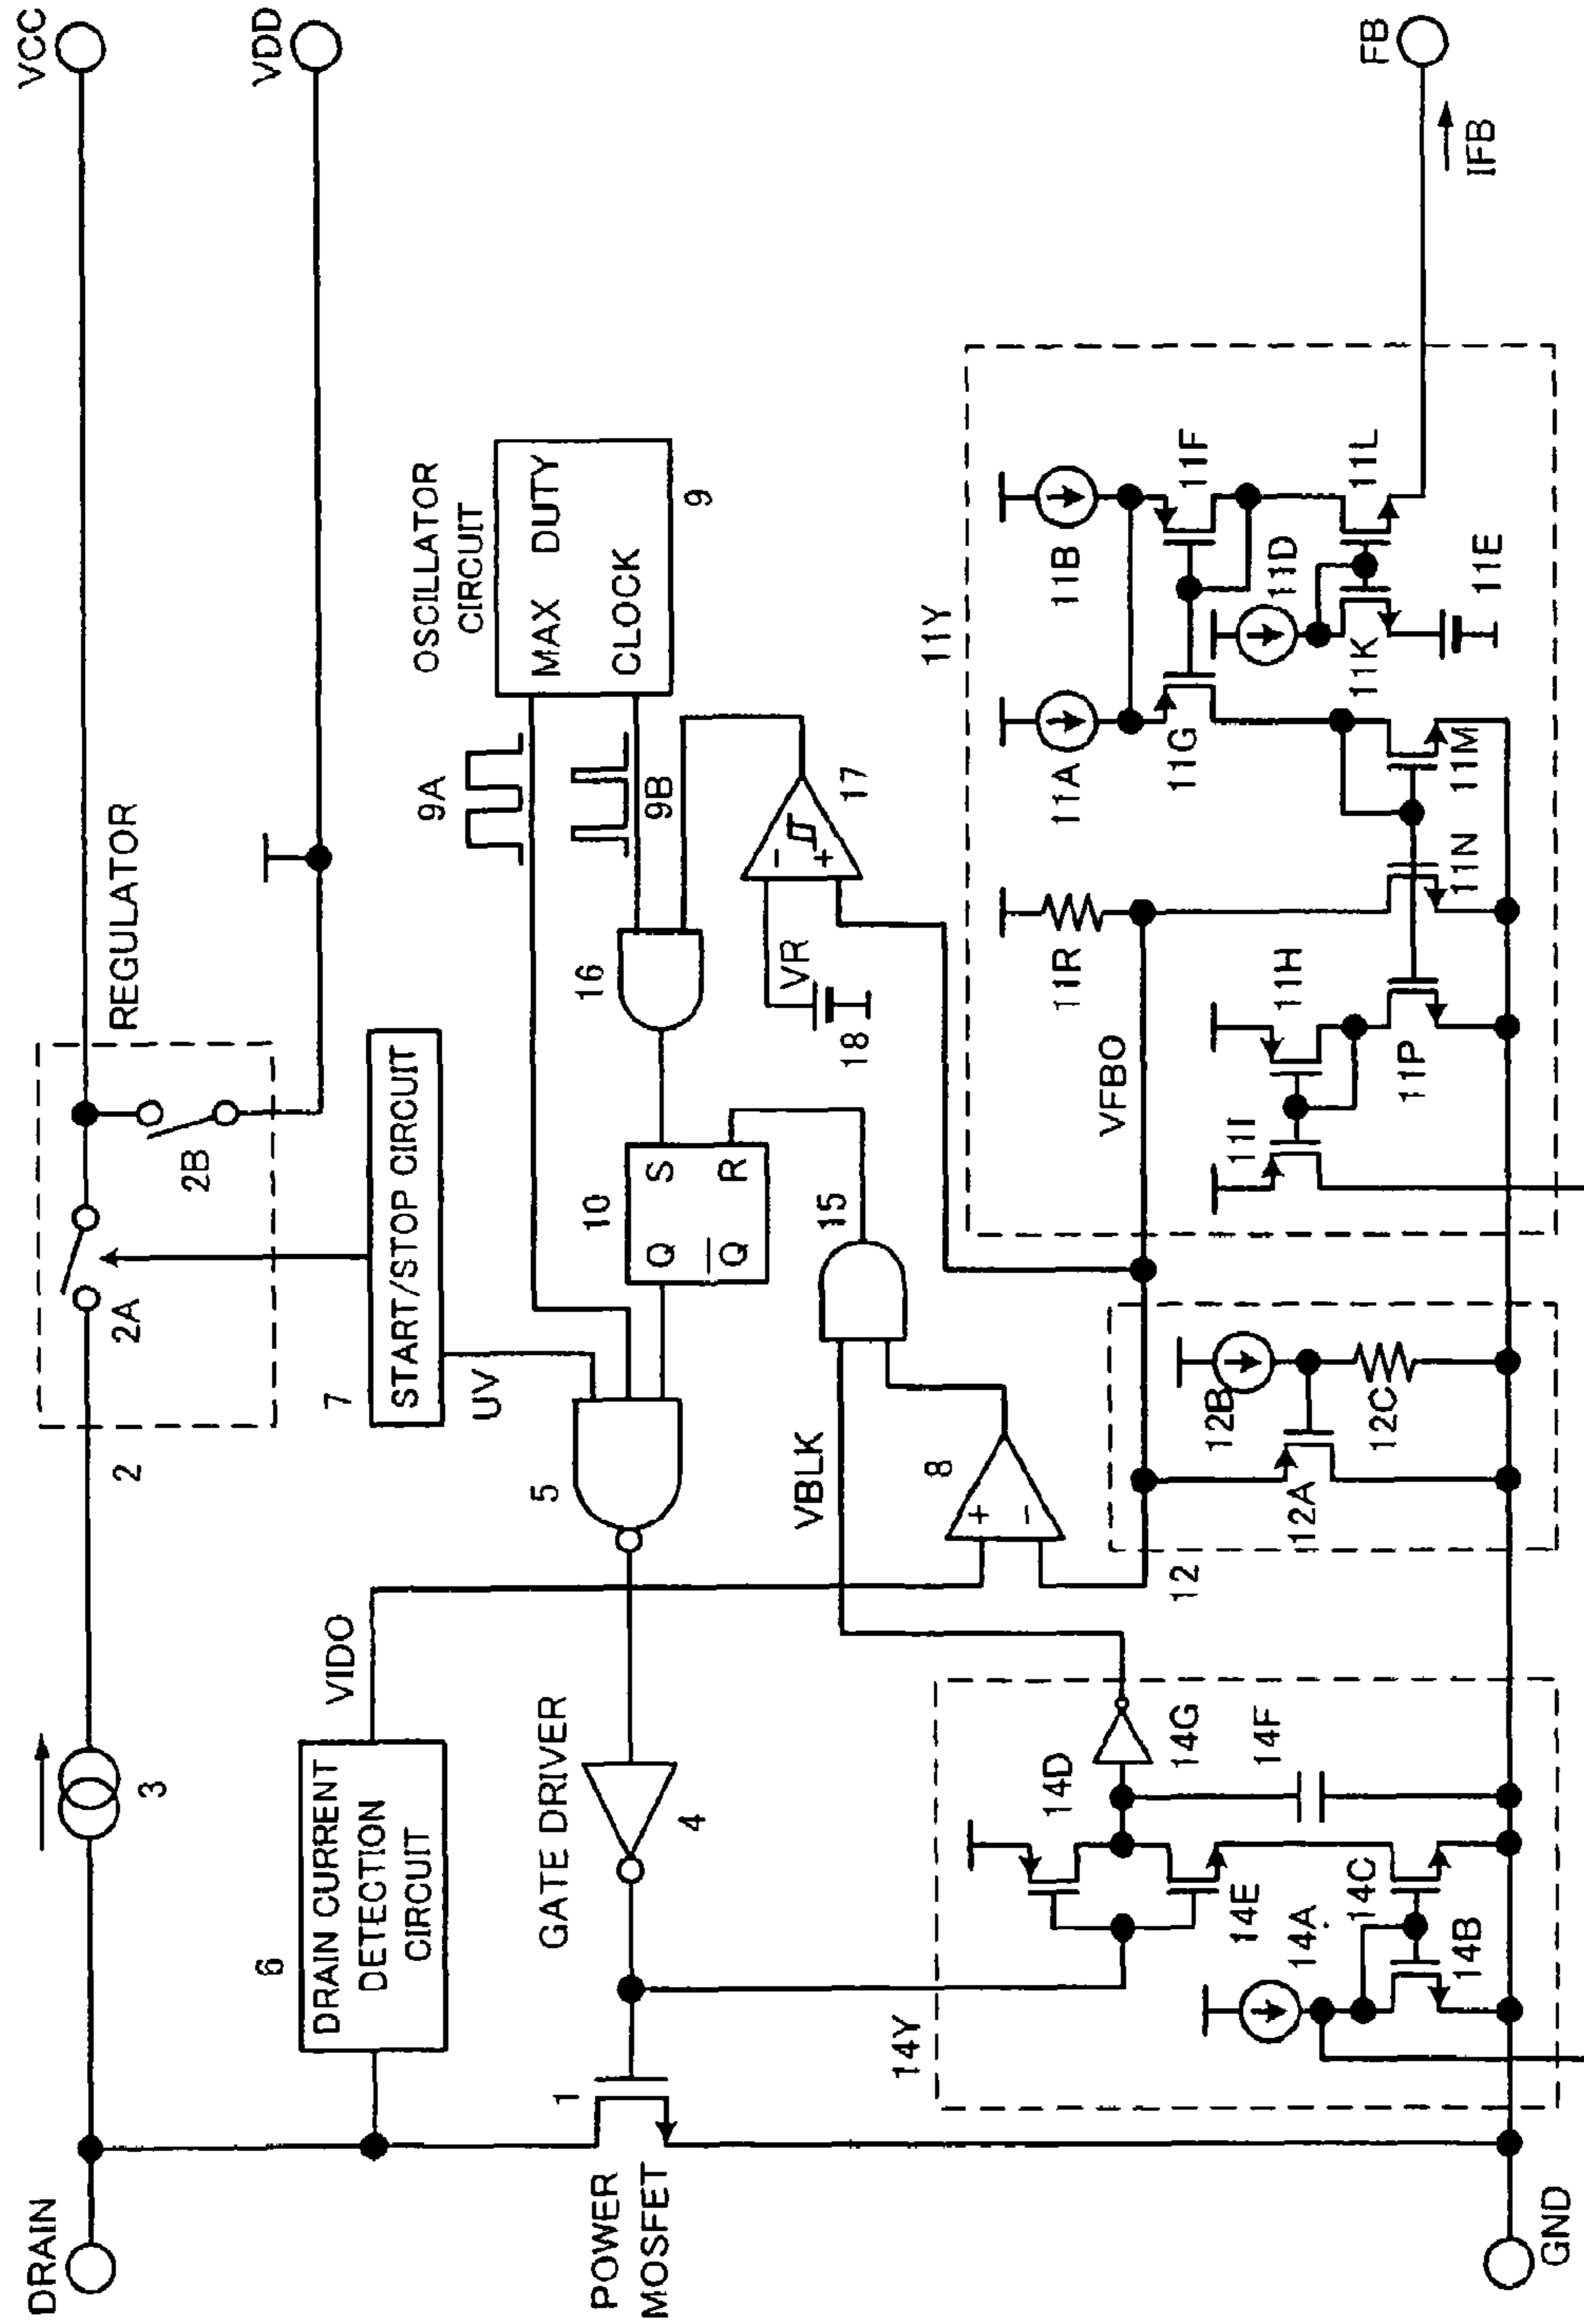 DRAIN
VCC
VDD
REGULATOR
2A
2B
2
3
START/STOP CIRCUIT
7
UV
DRAIN CURRENT
DETECTION
CIRCUIT
6
VIDO
OSCILLATOR
CIRCUIT
MAX DUTY
CLOCK
9
9A
9B
POWER
MOSFET
1
GATE DRIVER
4
5
10
Q
S
Q
R
16
17
-
+
VR
18
15
VBLK
8
+
-
VFBO
14Y
14A
14B
14C
14D
14E
14F
14G
12
12A
12B
12C
11Y
11R
11A
11B
11D
11E
11F
11G
11H
11I
11K
11L
11M
11N
11P
FB
IFB
GND